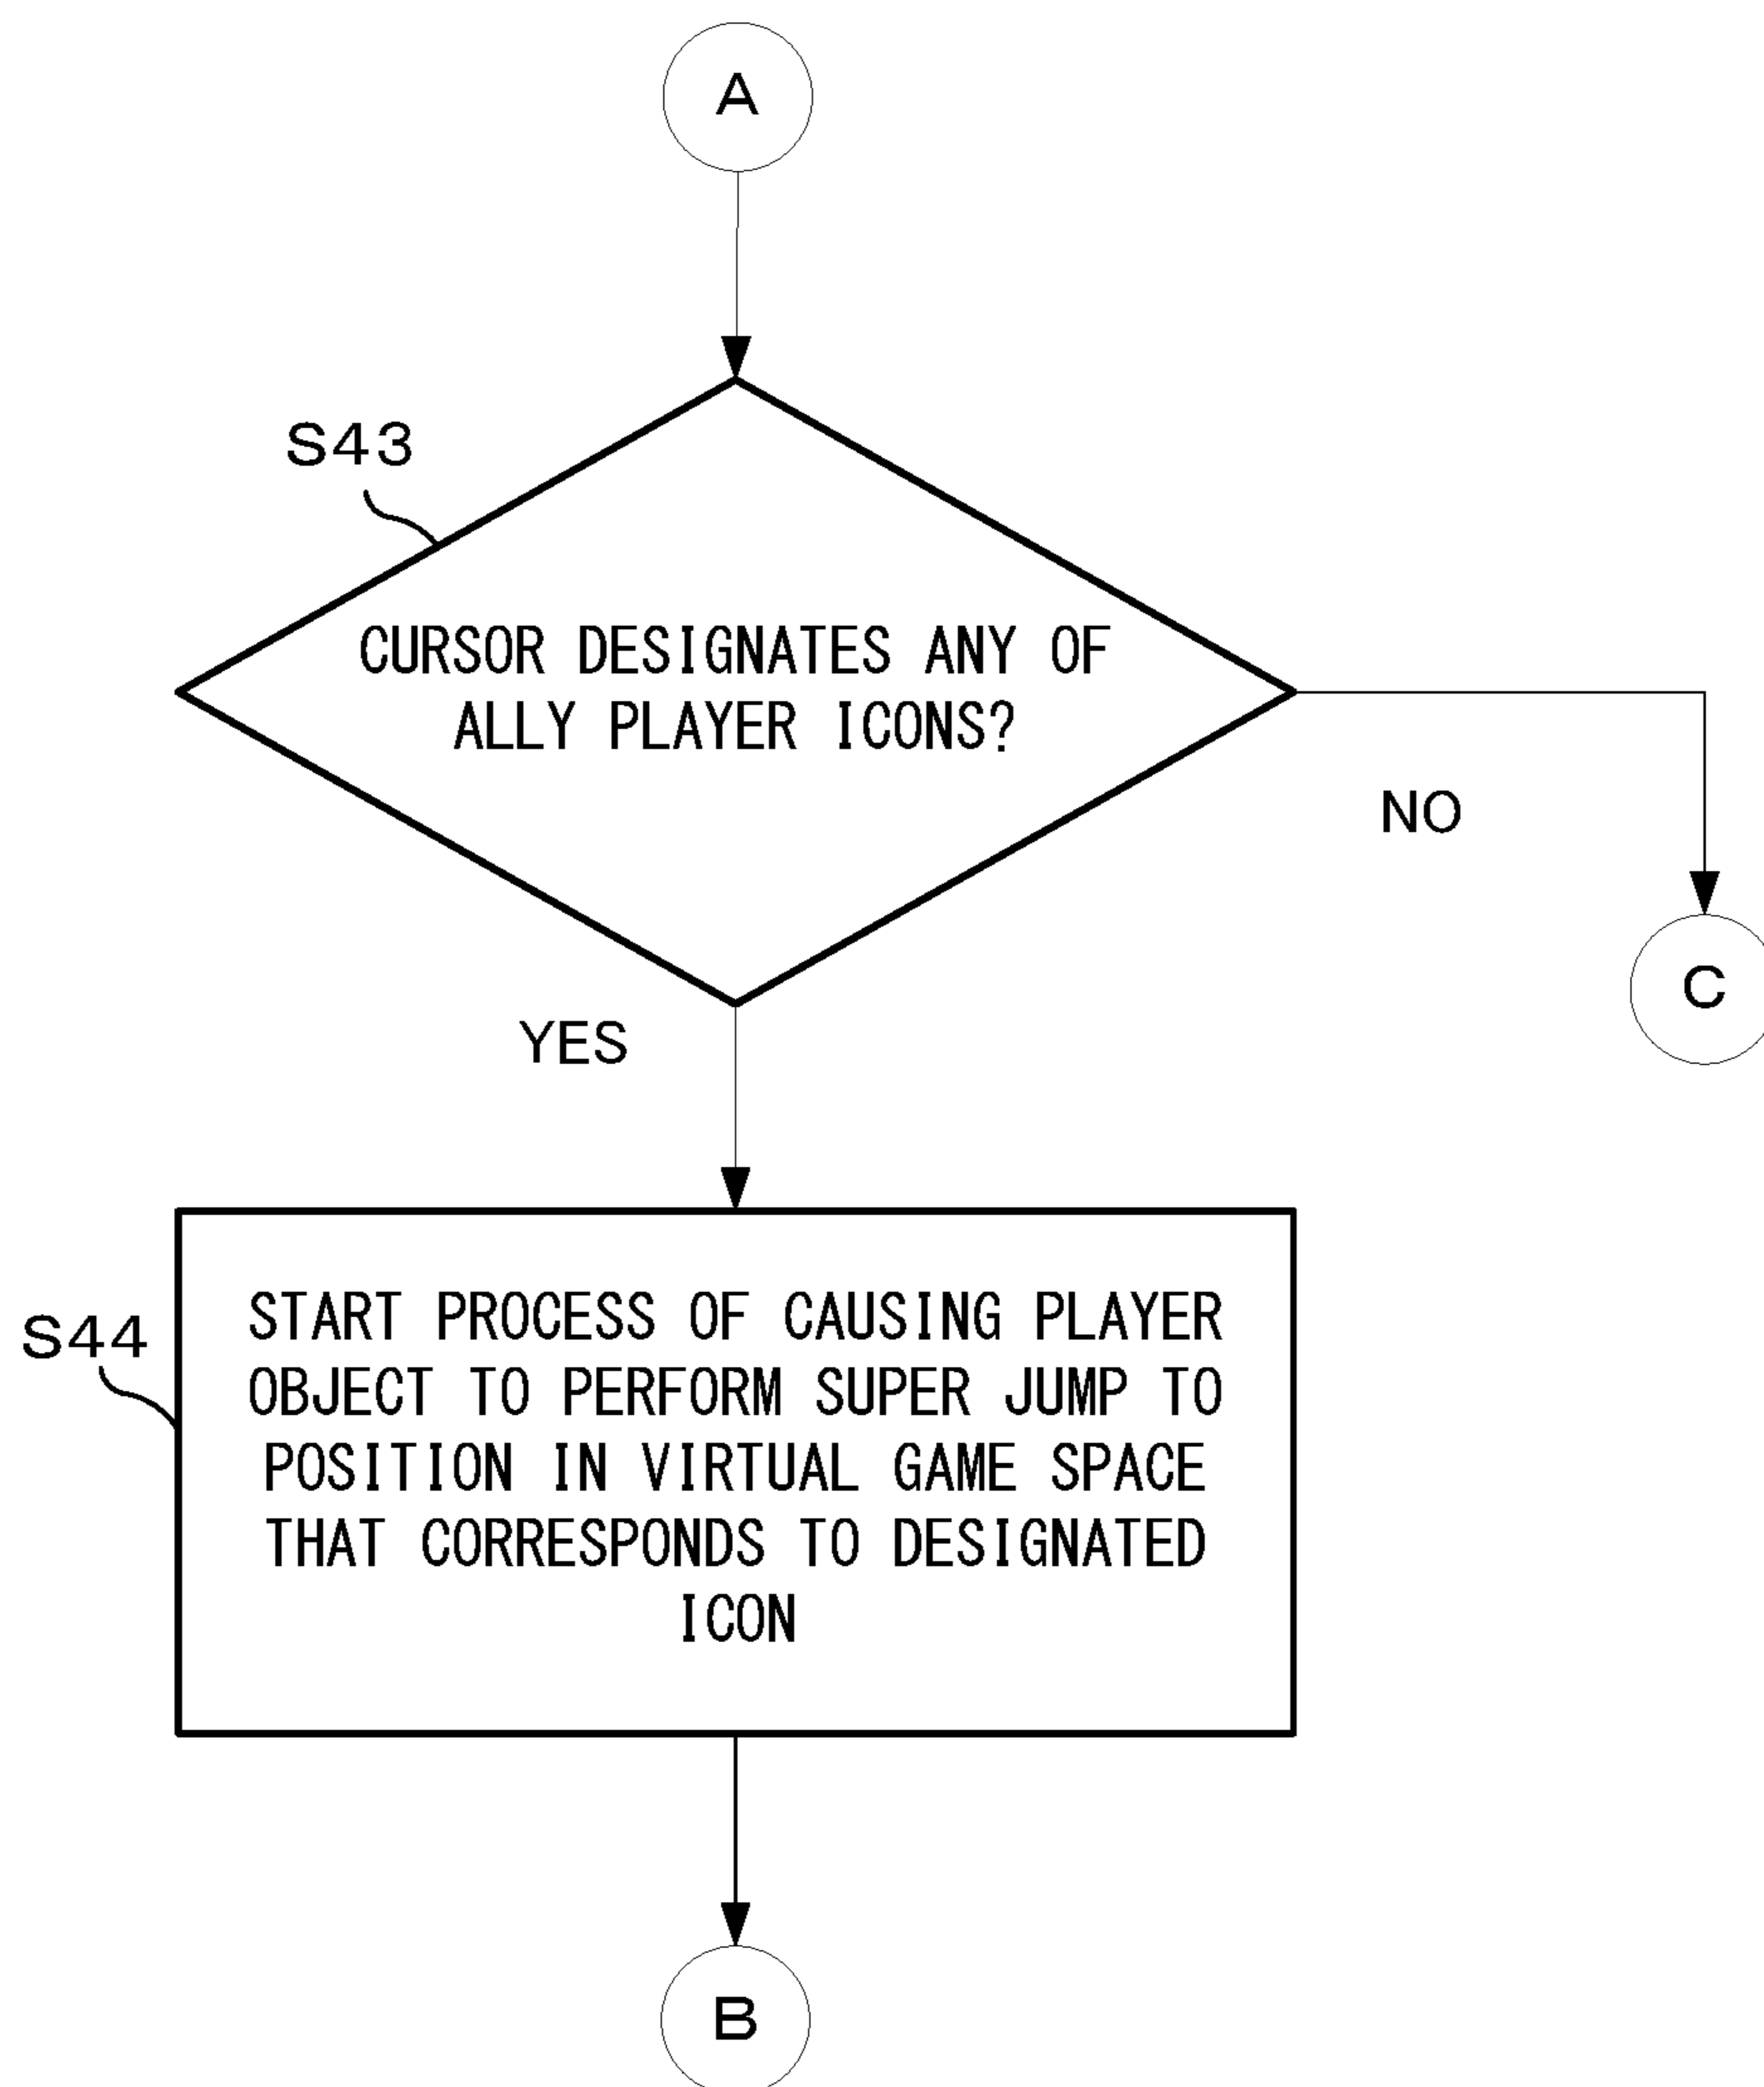 A
S43
CURSOR DESIGNATES ANY OF
ALLY PLAYER ICONS?
NO
C
YES
S44
START PROCESS OF CAUSING PLAYER
OBJECT TO PERFORM SUPER JUMP TO
POSITION IN VIRTUAL GAME SPACE
THAT CORRESPONDS TO DESIGNATED
ICON
B